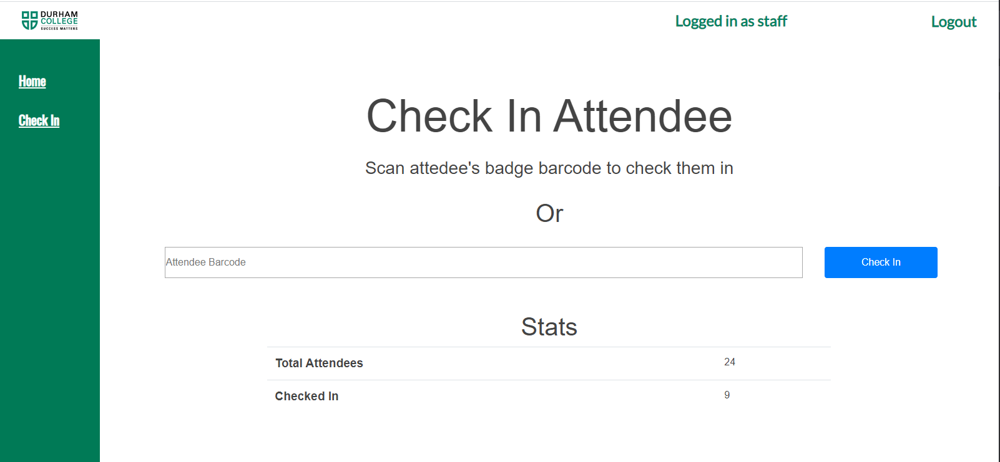 DURHAM
COLLEGE
SUCCESS MATTERS
Logged in as staff
Logout
Home
Check In
Check In Attendee
Scan attedee's badge barcode to check them in
Or
Attendee Barcode
Check In
Stats
Total Attendees 24
Checked In 9